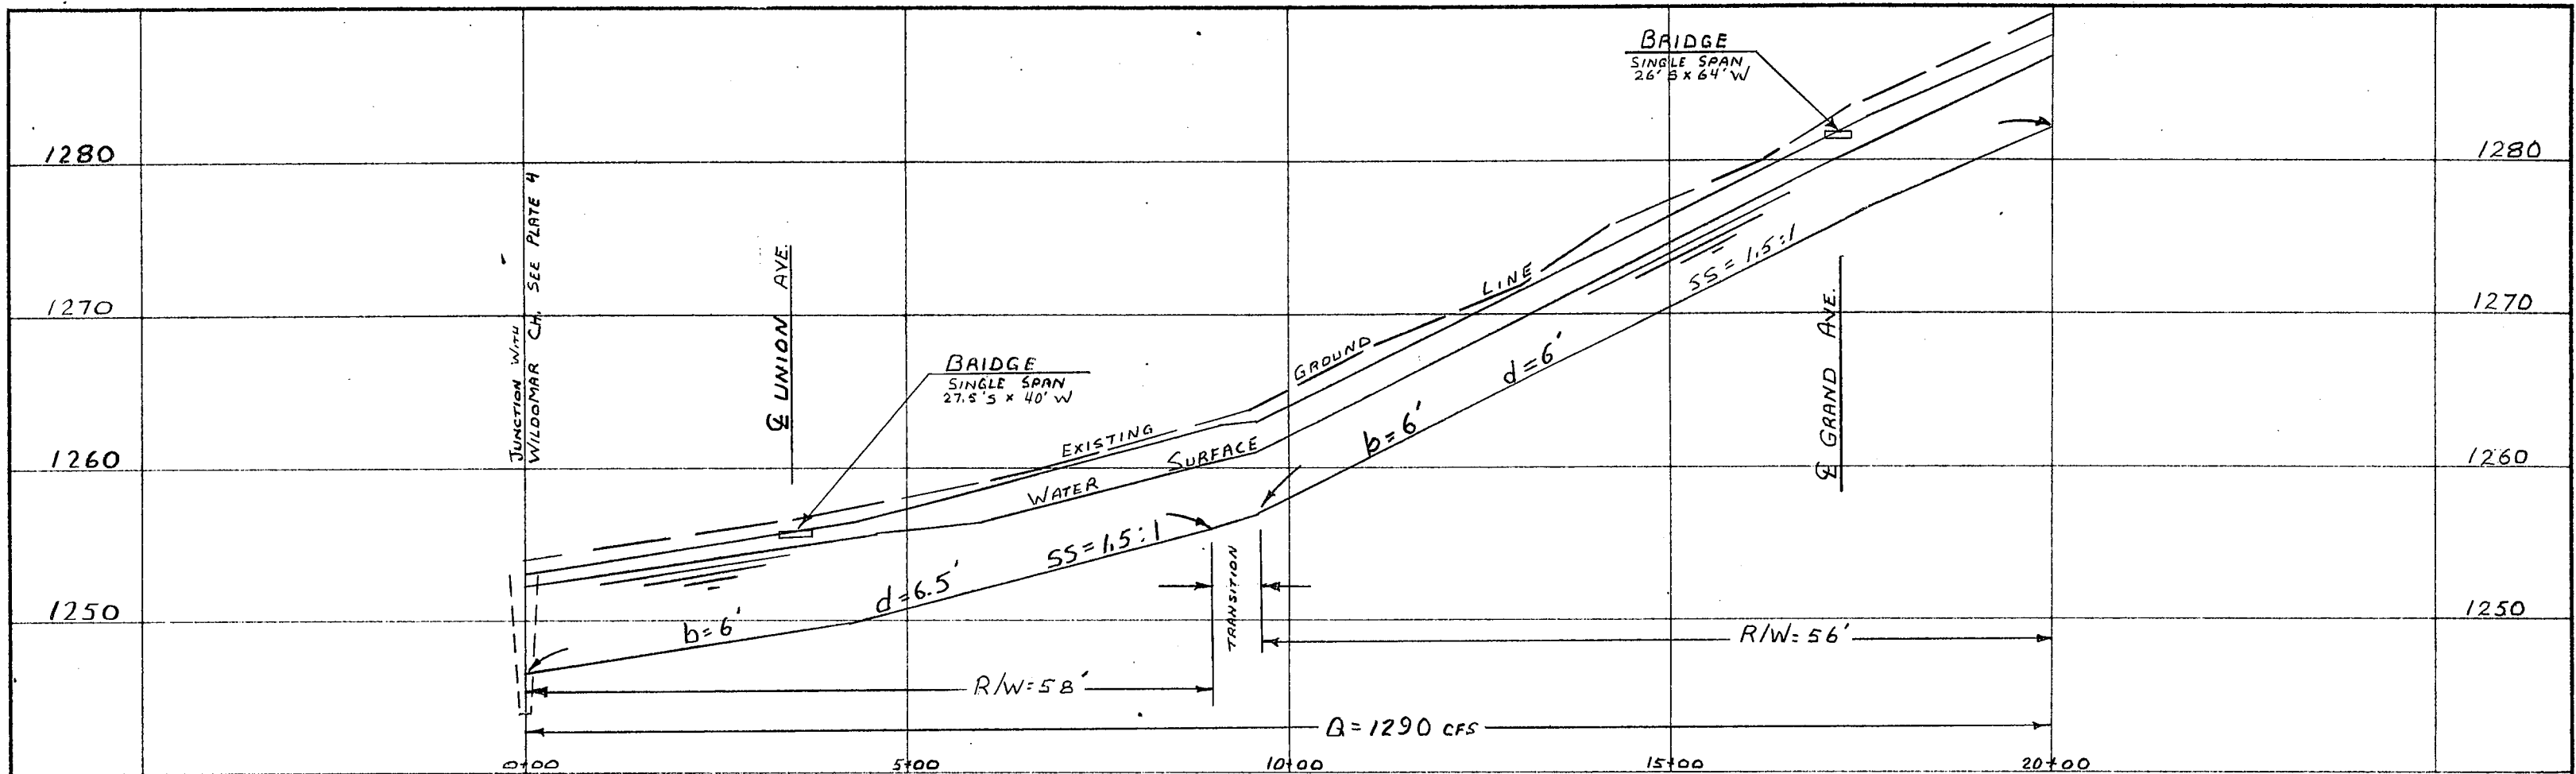 BRIDGE
SINGLE SPAN
26'S x 64' W
1280
1280
JUNCTION WITH
WILDOMAR CH. SEE PLATE 4
℄ UNION AVE.
1270
1270
BRIDGE
SINGLE SPAN
27.5'S x 40' W
EXISTING GROUND LINE
WATER SURFACE
SS = 1.5:1
d = 6'
b = 6'
℄ GRAND AVE.
1260
1260
SS = 1.5:1
d = 6.5'
b = 6'
TRANSITION
1250
1250
R/W = 56'
R/W = 58'
Q = 1290 CFS
0+00
5+00
10+00
15+00
20+00